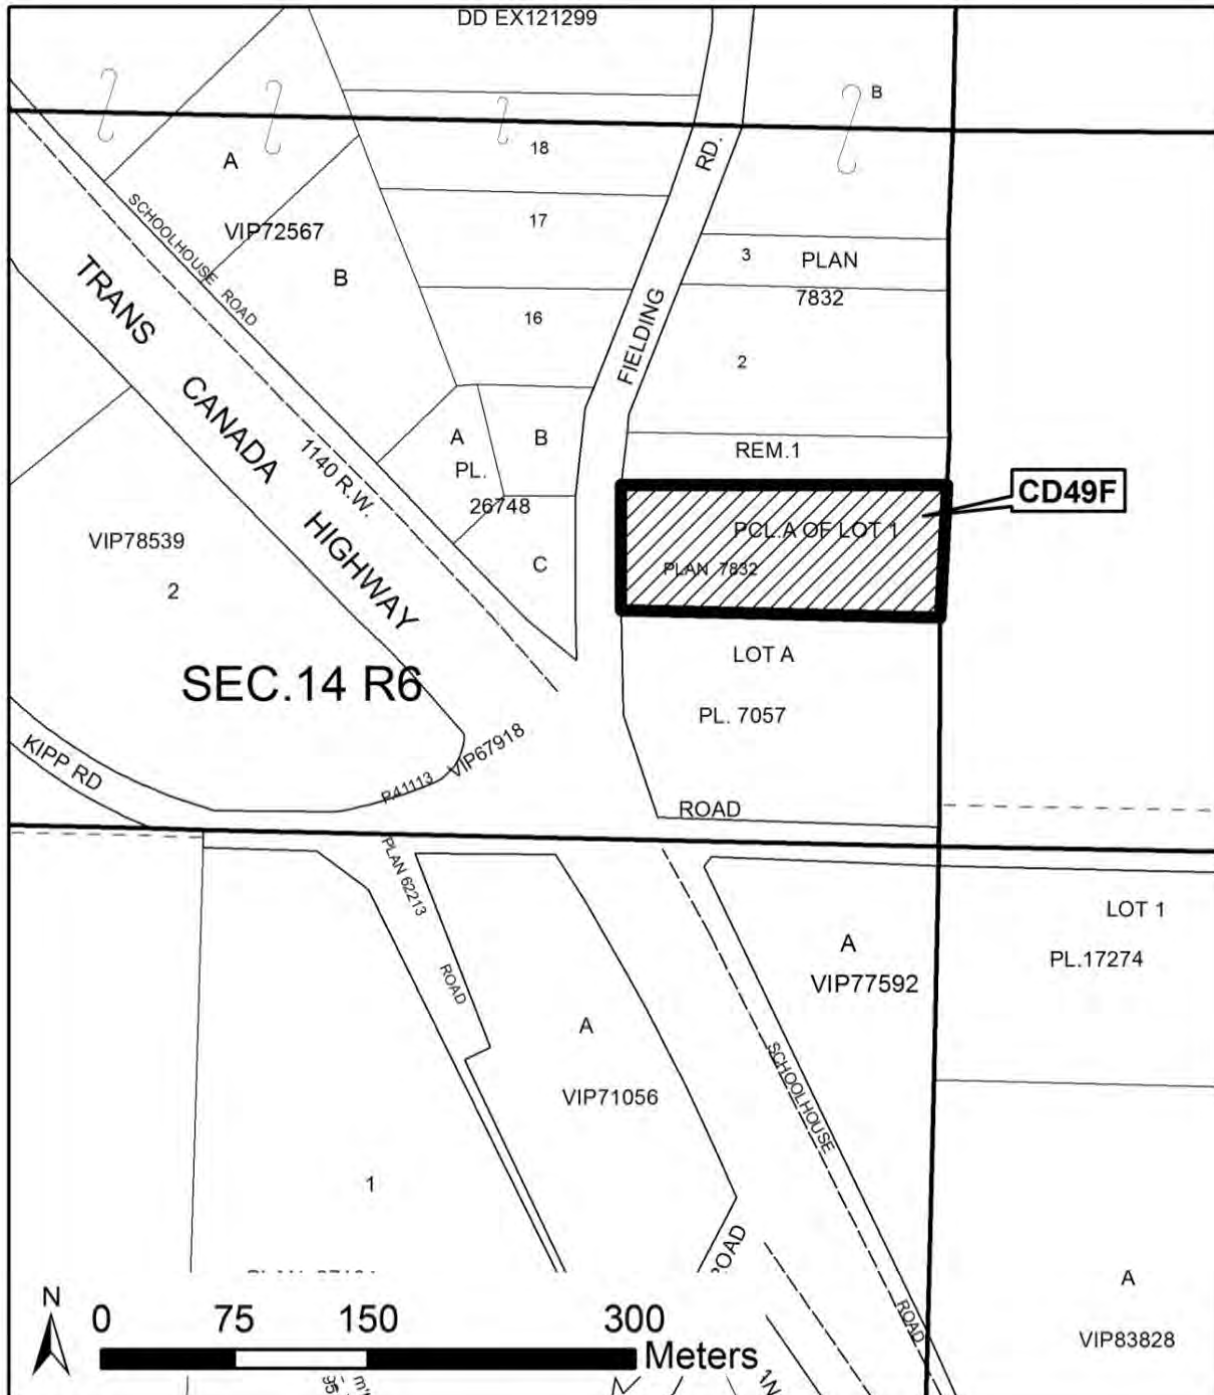 DD EX121299
B
18
RD.
A
SCHOOLHOUSE ROAD
VIP72567
17
3
PLAN
7832
TRANS
CANADA
HIGHWAY
B
16
FIELDING
2
A
PL.
26748
B
REM.1
1140 R.W.
CD49F
PCL.A OF LOT 1
PLAN 7832
VIP78539
2
C
LOT A
PL. 7057
SEC.14 R6
KIPP RD
R41113
VIP67918
ROAD
PLAN 62213
ROAD
LOT 1
PL.17274
A
VIP77592
A
VIP71056
SCHOOLHOUSE
ROAD
1
A
VIP83828
N
0 75 150 300
Meters